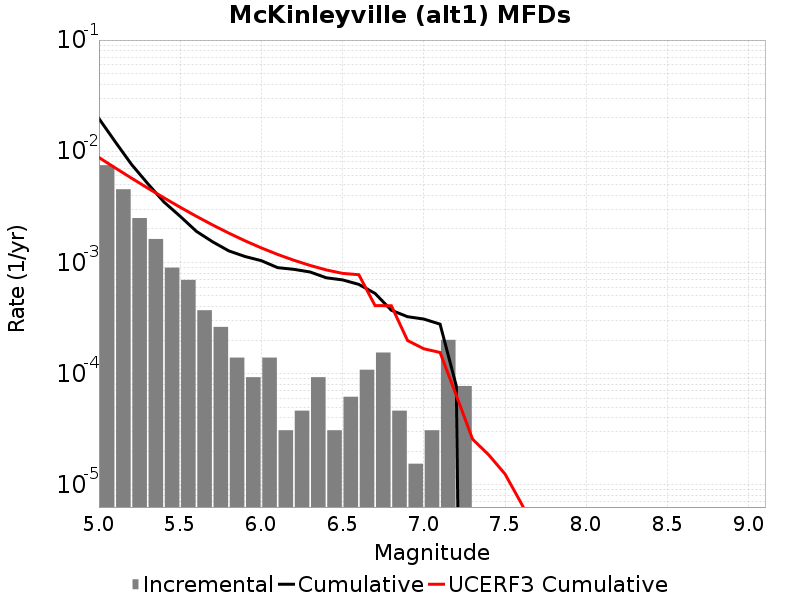 McKinleyville (alt1) MFDs
10-1
10-2
10-3
10-4
10-5
Rate (1/yr)
5.0 5.5 6.0 6.5 7.0 7.5 8.0 8.5 9.0
Magnitude
Incremental Cumulative UCERF3 Cumulative